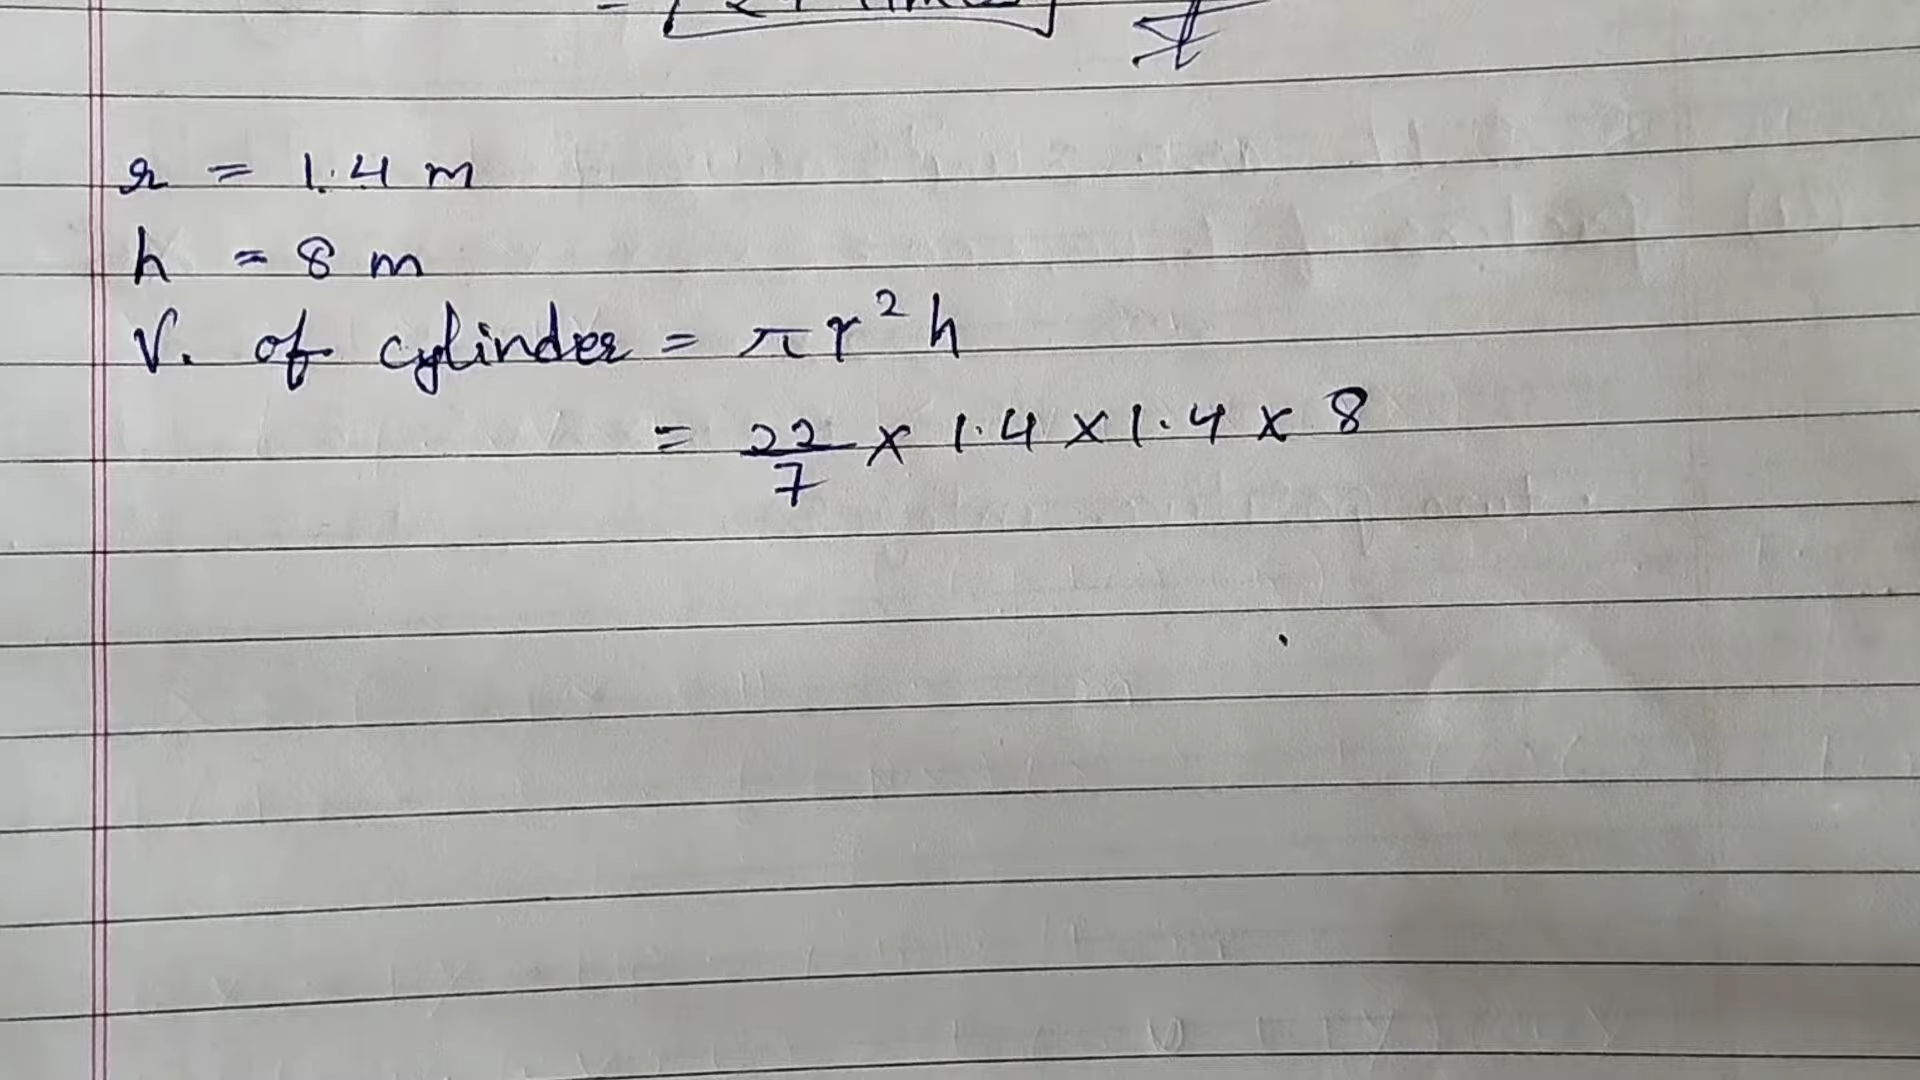 r = 1.4 m
h = 8 m
V. of cylinder = πr²h
= 22/7 × 1.4 × 1.4 × 8